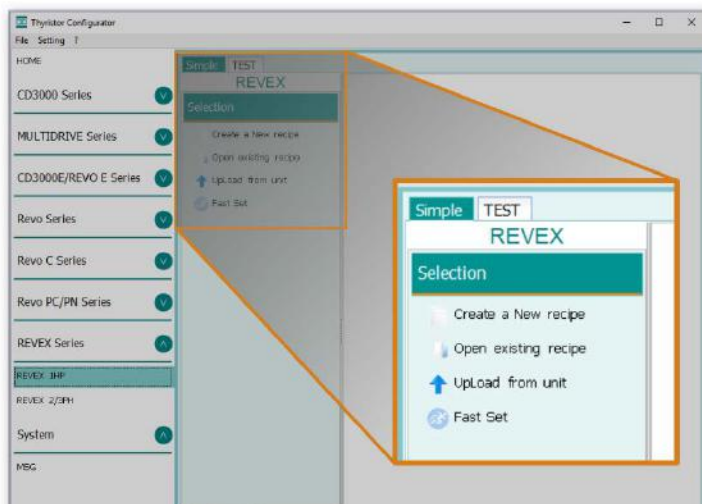 Thyristor Configurator
File Setting ?
HOME
CD3000 Series
MULTIDRIVE Series
CD3000E/REVO E Series
Revo Series
Revo C Series
Revo PC/PN Series
REVEX Series
REVEX 1HP
REVEX 2/3PH
System
MSG
Simple TEST
REVEX
Selection
Create a New recipe
Open existing recipe
UpLoad from unit
Fast Set
Simple TEST
REVEX
Selection
Create a New recipe
Open existing recipe
UpLoad from unit
Fast Set